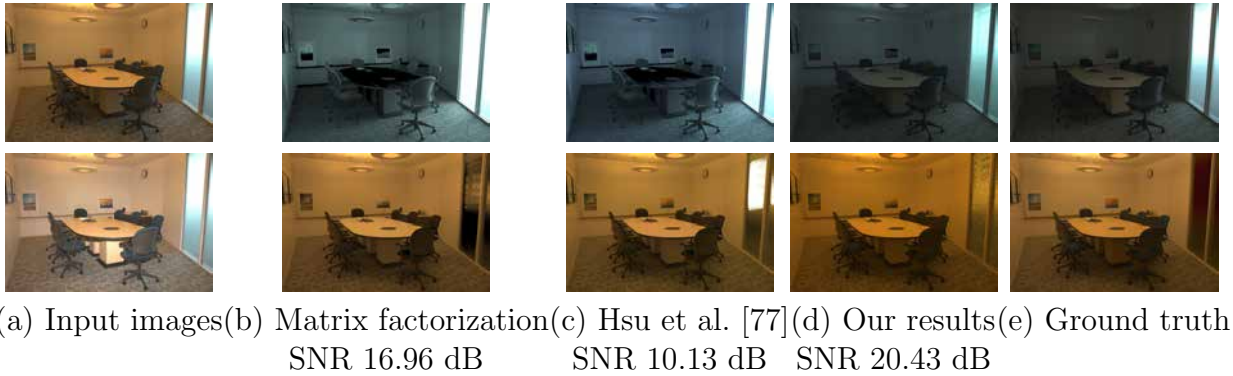 (a) Input images(b) Matrix factorization(c) Hsu et al. [77](d) Our results(e) Ground truth
SNR 16.96 dB SNR 10.13 dB SNR 20.43 dB